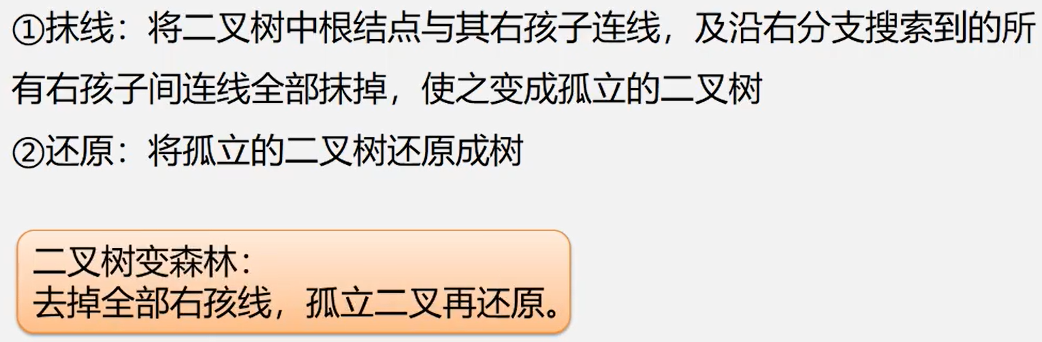 ①抹线：将二叉树中根结点与其右孩子连线，及沿右分支搜索到的所
有右孩子间连线全部抹掉，使之变成孤立的二叉树
②还原：将孤立的二叉树还原成树
二叉树变森林：
去掉全部右孩线，孤立二叉再还原。